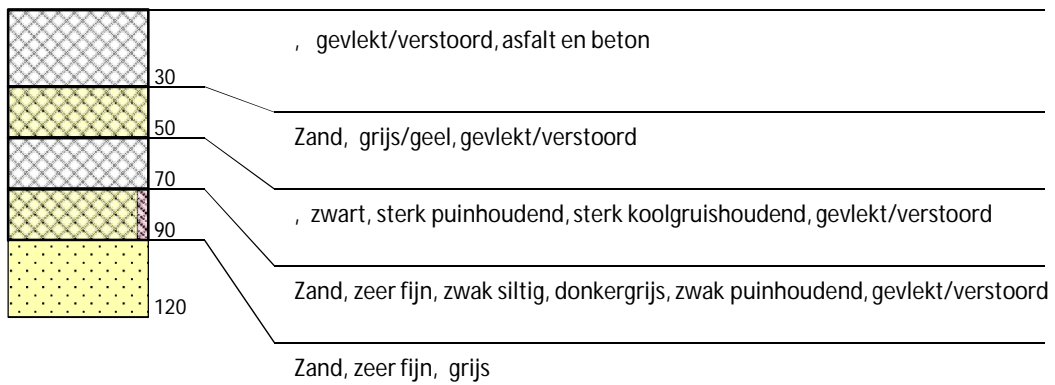 , gevlekt/verstoord, asfalt en beton
30
Zand, grijs/geel, gevlekt/verstoord
50
, zwart, sterk puinhoudend, sterk koolgruishoudend, gevlekt/verstoord
70
Zand, zeer fijn, zwak siltig, donkergrijs, zwak puinhoudend, gevlekt/verstoord
90
120
Zand, zeer fijn, grijs